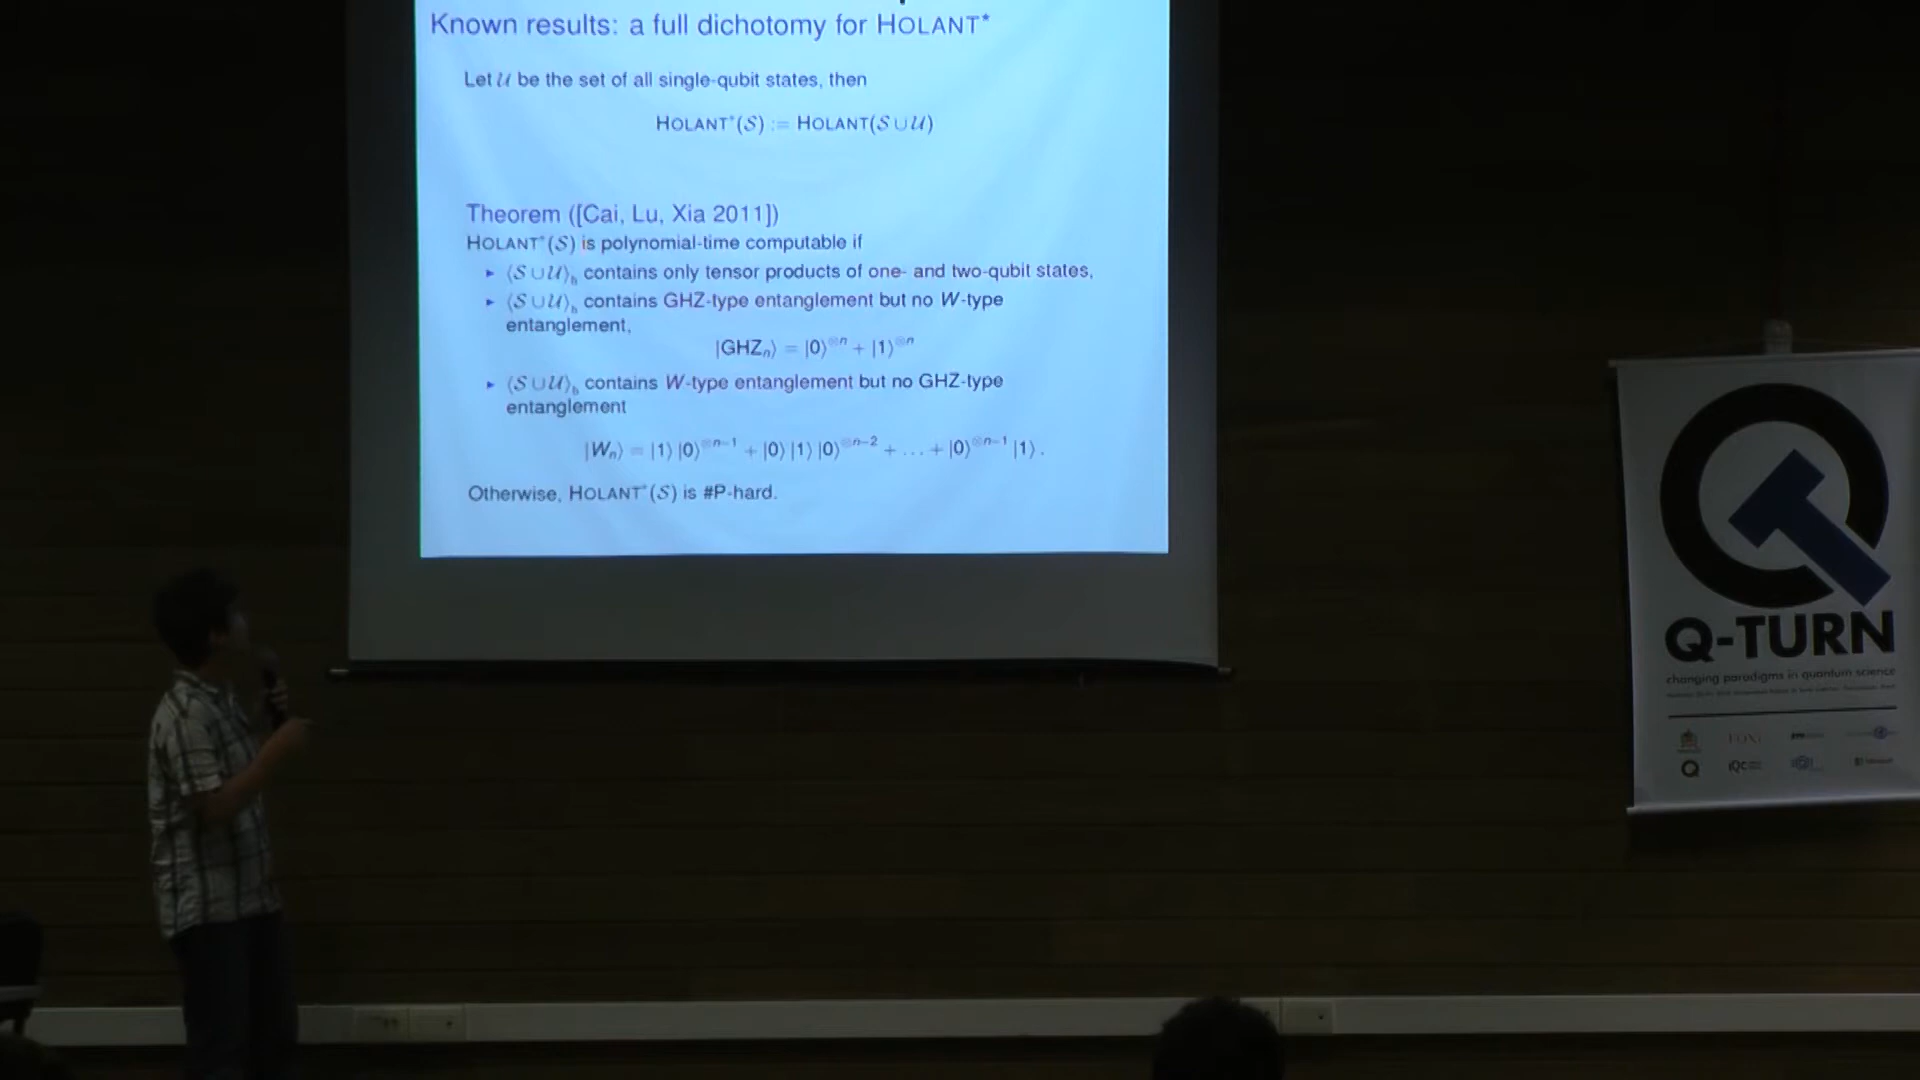 Known results: a full dichotomy for HOLANT*
Let 𝒰 be the set of all single-qubit states, then
HOLANT*(𝒮) := HOLANT(𝒮 ∪ 𝒰)
Theorem ([Cai, Lu, Xia 2011])
HOLANT*(𝒮) is polynomial-time computable if
▸ ⟨𝒮 ∪ 𝒰⟩ₕ contains only tensor products of one- and two-qubit states,
▸ ⟨𝒮 ∪ 𝒰⟩ₕ contains GHZ-type entanglement but no W-type
entanglement,
|GHZₙ⟩ = |0⟩^⊗n + |1⟩^⊗n
▸ ⟨𝒮 ∪ 𝒰⟩ₕ contains W-type entanglement but no GHZ-type
entanglement
|Wₙ⟩ = |1⟩ |0⟩^⊗n−1 + |0⟩ |1⟩ |0⟩^⊗n−2 + … + |0⟩^⊗n−1 |1⟩ .
Otherwise, HOLANT*(𝒮) is #P-hard.
Q-TURN
changing paradigms in quantum science
IQC